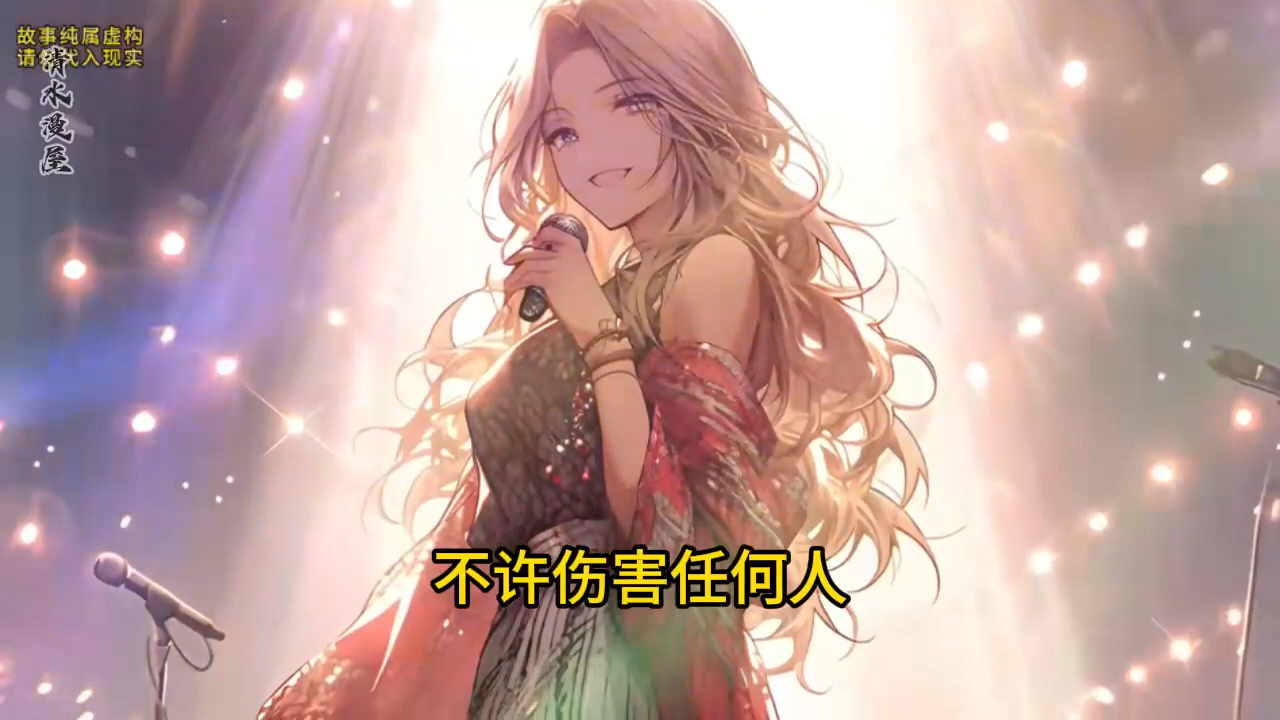 故事纯属虚构
请勿代入现实
清水漫屋
不许伤害任何人